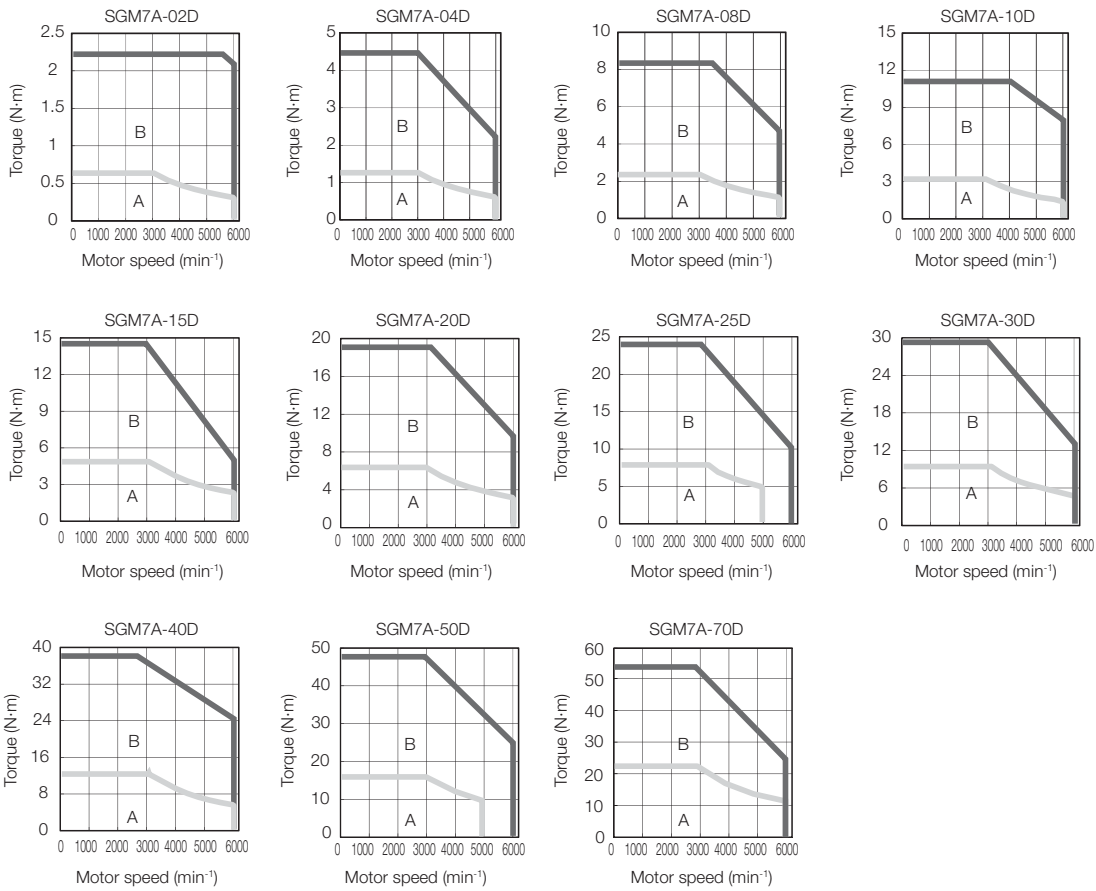 SGM7A-02D
SGM7A-04D
SGM7A-08D
SGM7A-10D
Torque (N·m)
2.5
2
1.5
1
0.5
0
B
A
0 1000 2000 3000 4000 5000 6000
Motor speed (min-1)
Torque (N·m)
5
4
3
2
1
0
B
A
0 1000 2000 3000 4000 5000 6000
Motor speed (min-1)
Torque (N·m)
10
8
6
4
2
0
B
A
0 1000 2000 3000 4000 5000 6000
Motor speed (min-1)
Torque (N·m)
15
12
9
6
3
0
B
A
0 1000 2000 3000 4000 5000 6000
Motor speed (min-1)
SGM7A-15D
SGM7A-20D
SGM7A-25D
SGM7A-30D
Torque (N·m)
15
12
9
6
3
0
B
A
0 1000 2000 3000 4000 5000 6000
Motor speed (min-1)
Torque (N·m)
20
16
12
8
4
0
B
A
0 1000 2000 3000 4000 5000 6000
Motor speed (min-1)
Torque (N·m)
25
20
15
10
5
0
B
A
0 1000 2000 3000 4000 5000 6000
Motor speed (min-1)
Torque (N·m)
30
24
18
12
6
0
B
A
0 1000 2000 3000 4000 5000 6000
Motor speed (min-1)
SGM7A-40D
SGM7A-50D
SGM7A-70D
Torque (N·m)
40
32
24
16
8
0
B
A
0 1000 2000 3000 4000 5000 6000
Motor speed (min-1)
Torque (N·m)
50
40
30
20
10
0
B
A
0 1000 2000 3000 4000 5000 6000
Motor speed (min-1)
Torque (N·m)
60
50
40
30
20
10
0
B
A
0 1000 2000 3000 4000 5000 6000
Motor speed (min-1)